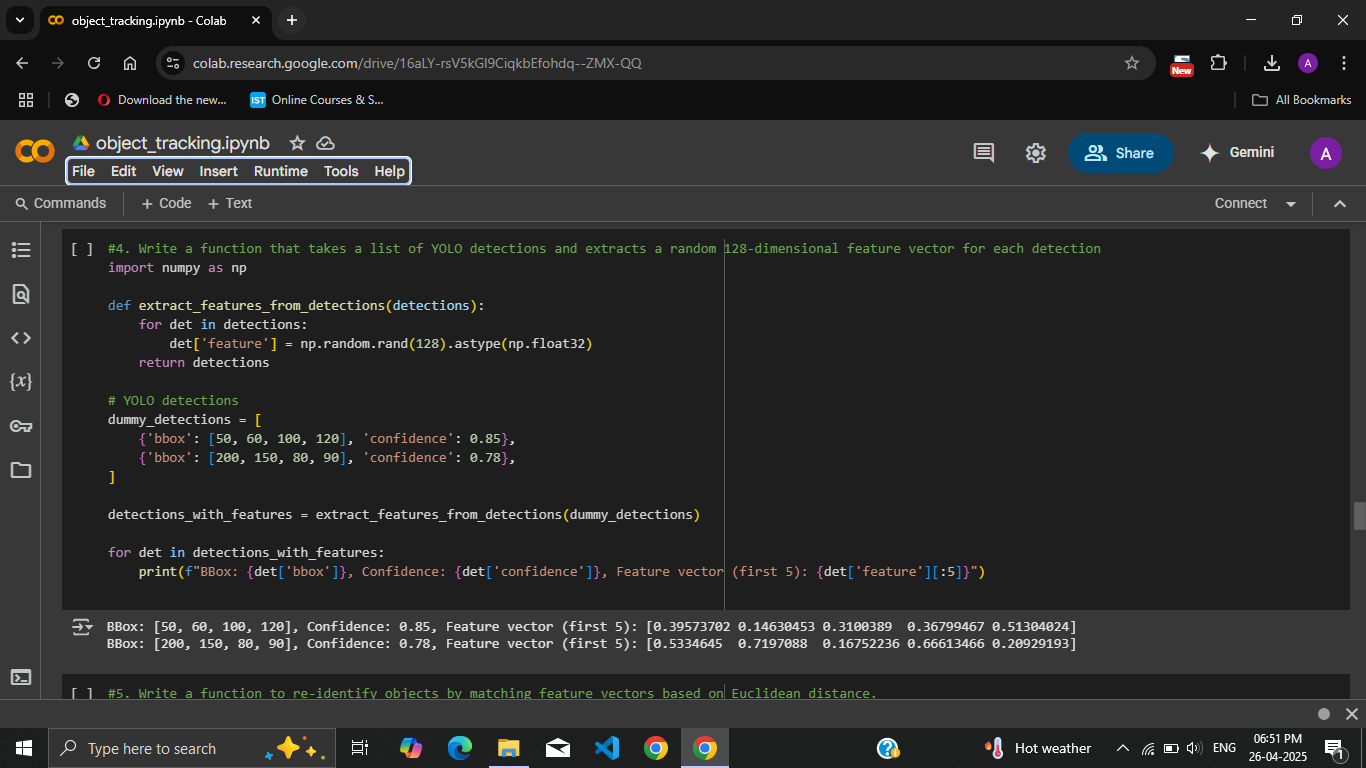 object_tracking.ipynb - Colab
colab.research.google.com/drive/16aLY-rsV5kGl9CiqkbEfohdq--ZMX-QQ
New
A
Download the new...
IST
Online Courses & S...
All Bookmarks
object_tracking.ipynb
File Edit View Insert Runtime Tools Help
Share
Gemini
A
Commands
+ Code
+ Text
Connect
[ ]
#4. Write a function that takes a list of YOLO detections and extracts a random 128-dimensional feature vector for each detection
import numpy as np
def extract_features_from_detections(detections):
for det in detections:
det['feature'] = np.random.rand(128).astype(np.float32)
return detections
# YOLO detections
dummy_detections = [
{'bbox': [50, 60, 100, 120], 'confidence': 0.85},
{'bbox': [200, 150, 80, 90], 'confidence': 0.78},
]
detections_with_features = extract_features_from_detections(dummy_detections)
for det in detections_with_features:
print(f"BBox: {det['bbox']}, Confidence: {det['confidence']}, Feature vector (first 5): {det['feature'][:5]}")
BBox: [50, 60, 100, 120], Confidence: 0.85, Feature vector (first 5): [0.39573702 0.14630453 0.3100389  0.36799467 0.51304024]
BBox: [200, 150, 80, 90], Confidence: 0.78, Feature vector (first 5): [0.5334645  0.7197088  0.16752236 0.66613466 0.20929193]
[ ]
#5. Write a function to re-identify objects by matching feature vectors based on Euclidean distance.
Type here to search
Hot weather
ENG
06:51 PM
26-04-2025
1